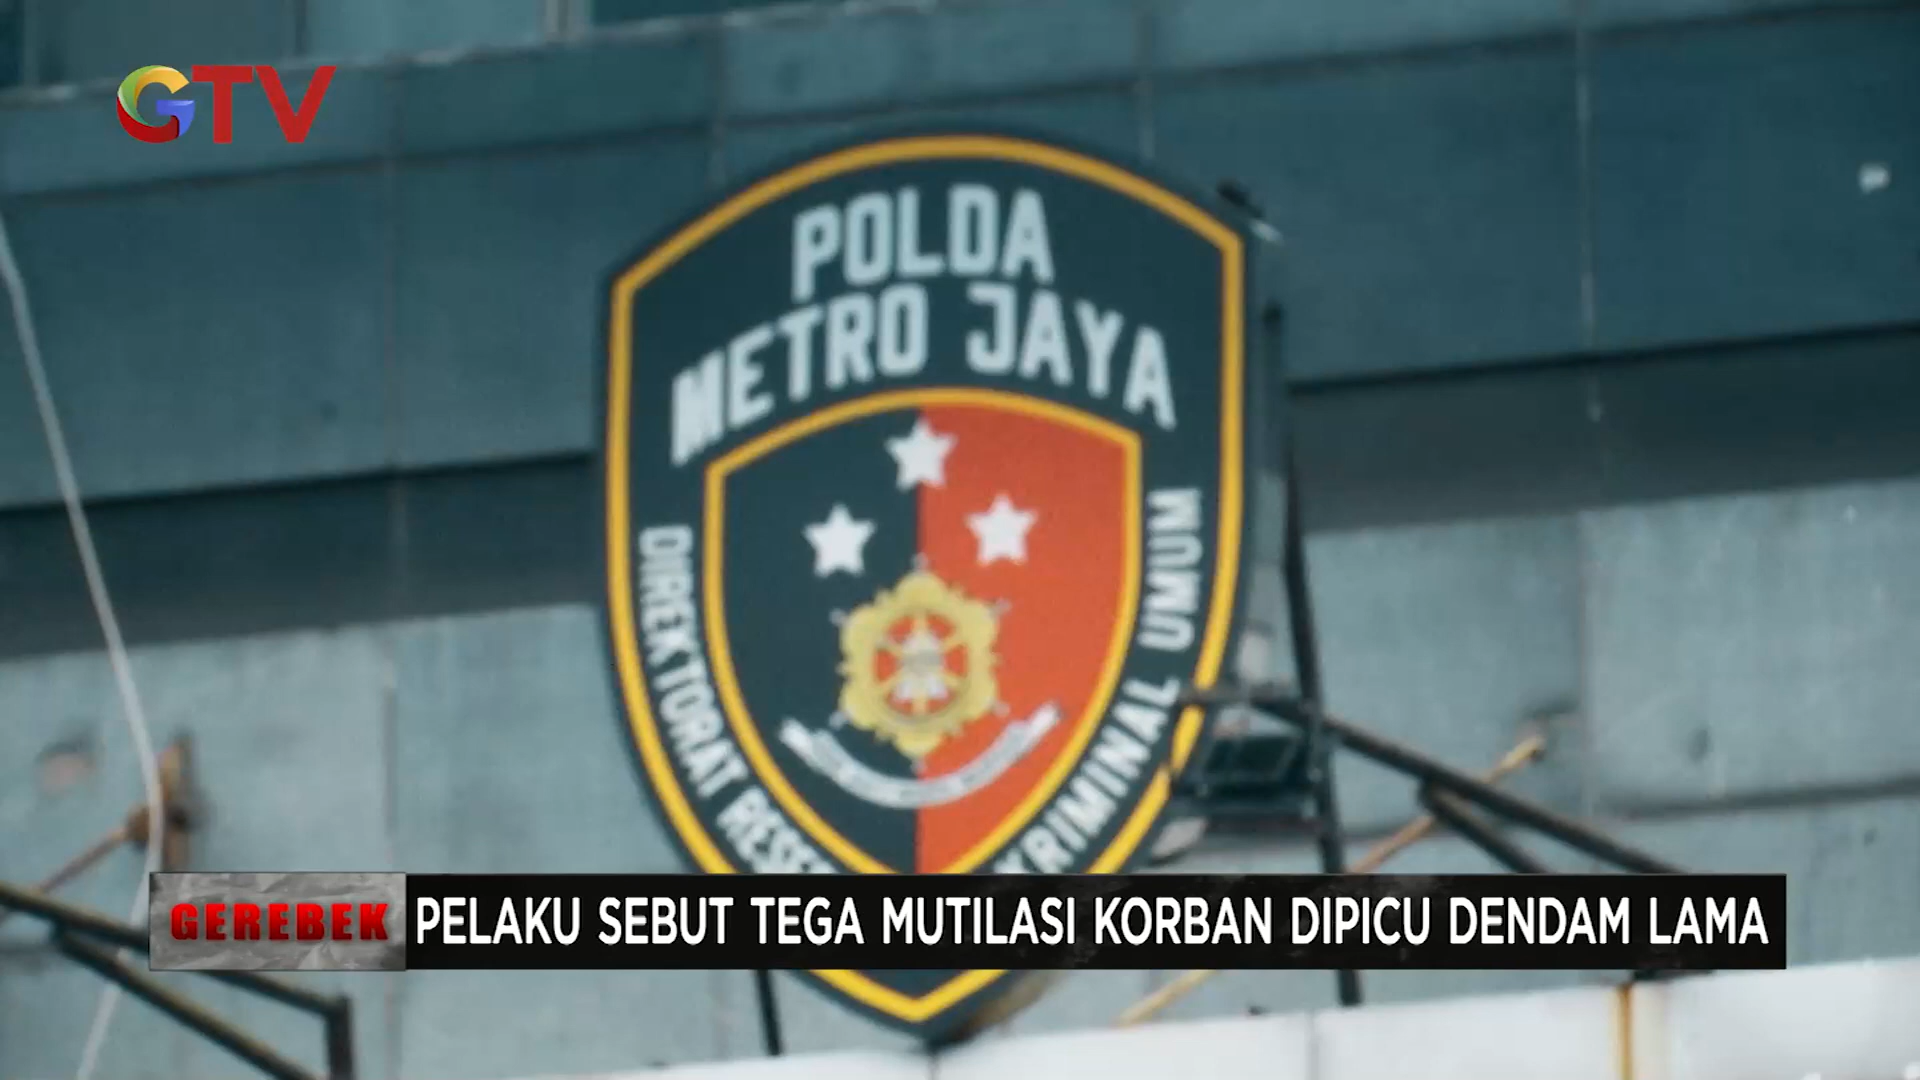 GTV
POLDA
METRO JAYA
DIREKTORAT
KRIMINAL UMUM
GEREBEK PELAKU SEBUT TEGA MUTILASI KORBAN DIPICU DENDAM LAMA